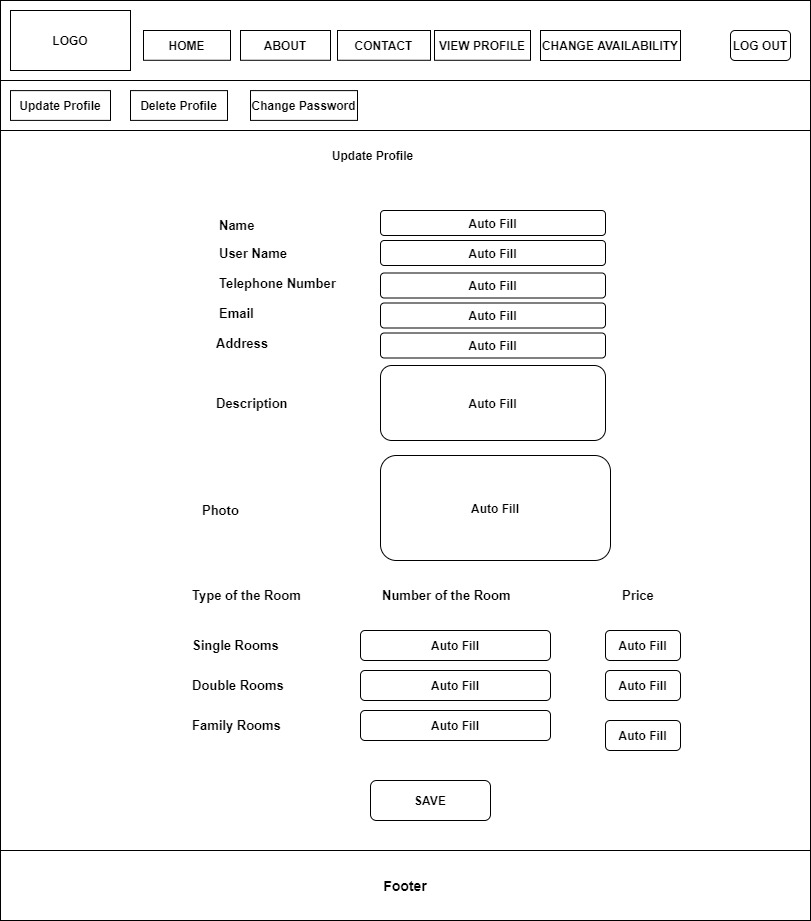 LOGO
HOME
ABOUT
CONTACT
VIEW PROFILE
CHANGE AVAILABILITY
LOG OUT
Update Profile
Delete Profile
Change Password
Update Profile
Name
Auto Fill
User Name
Auto Fill
Telephone Number
Auto Fill
Email
Auto Fill
Address
Auto Fill
Description
Auto Fill
Photo
Auto Fill
Type of the Room
Number of the Room
Price
Single Rooms
Auto Fill
Auto Fill
Double Rooms
Auto Fill
Auto Fill
Family Rooms
Auto Fill
Auto Fill
SAVE
Footer